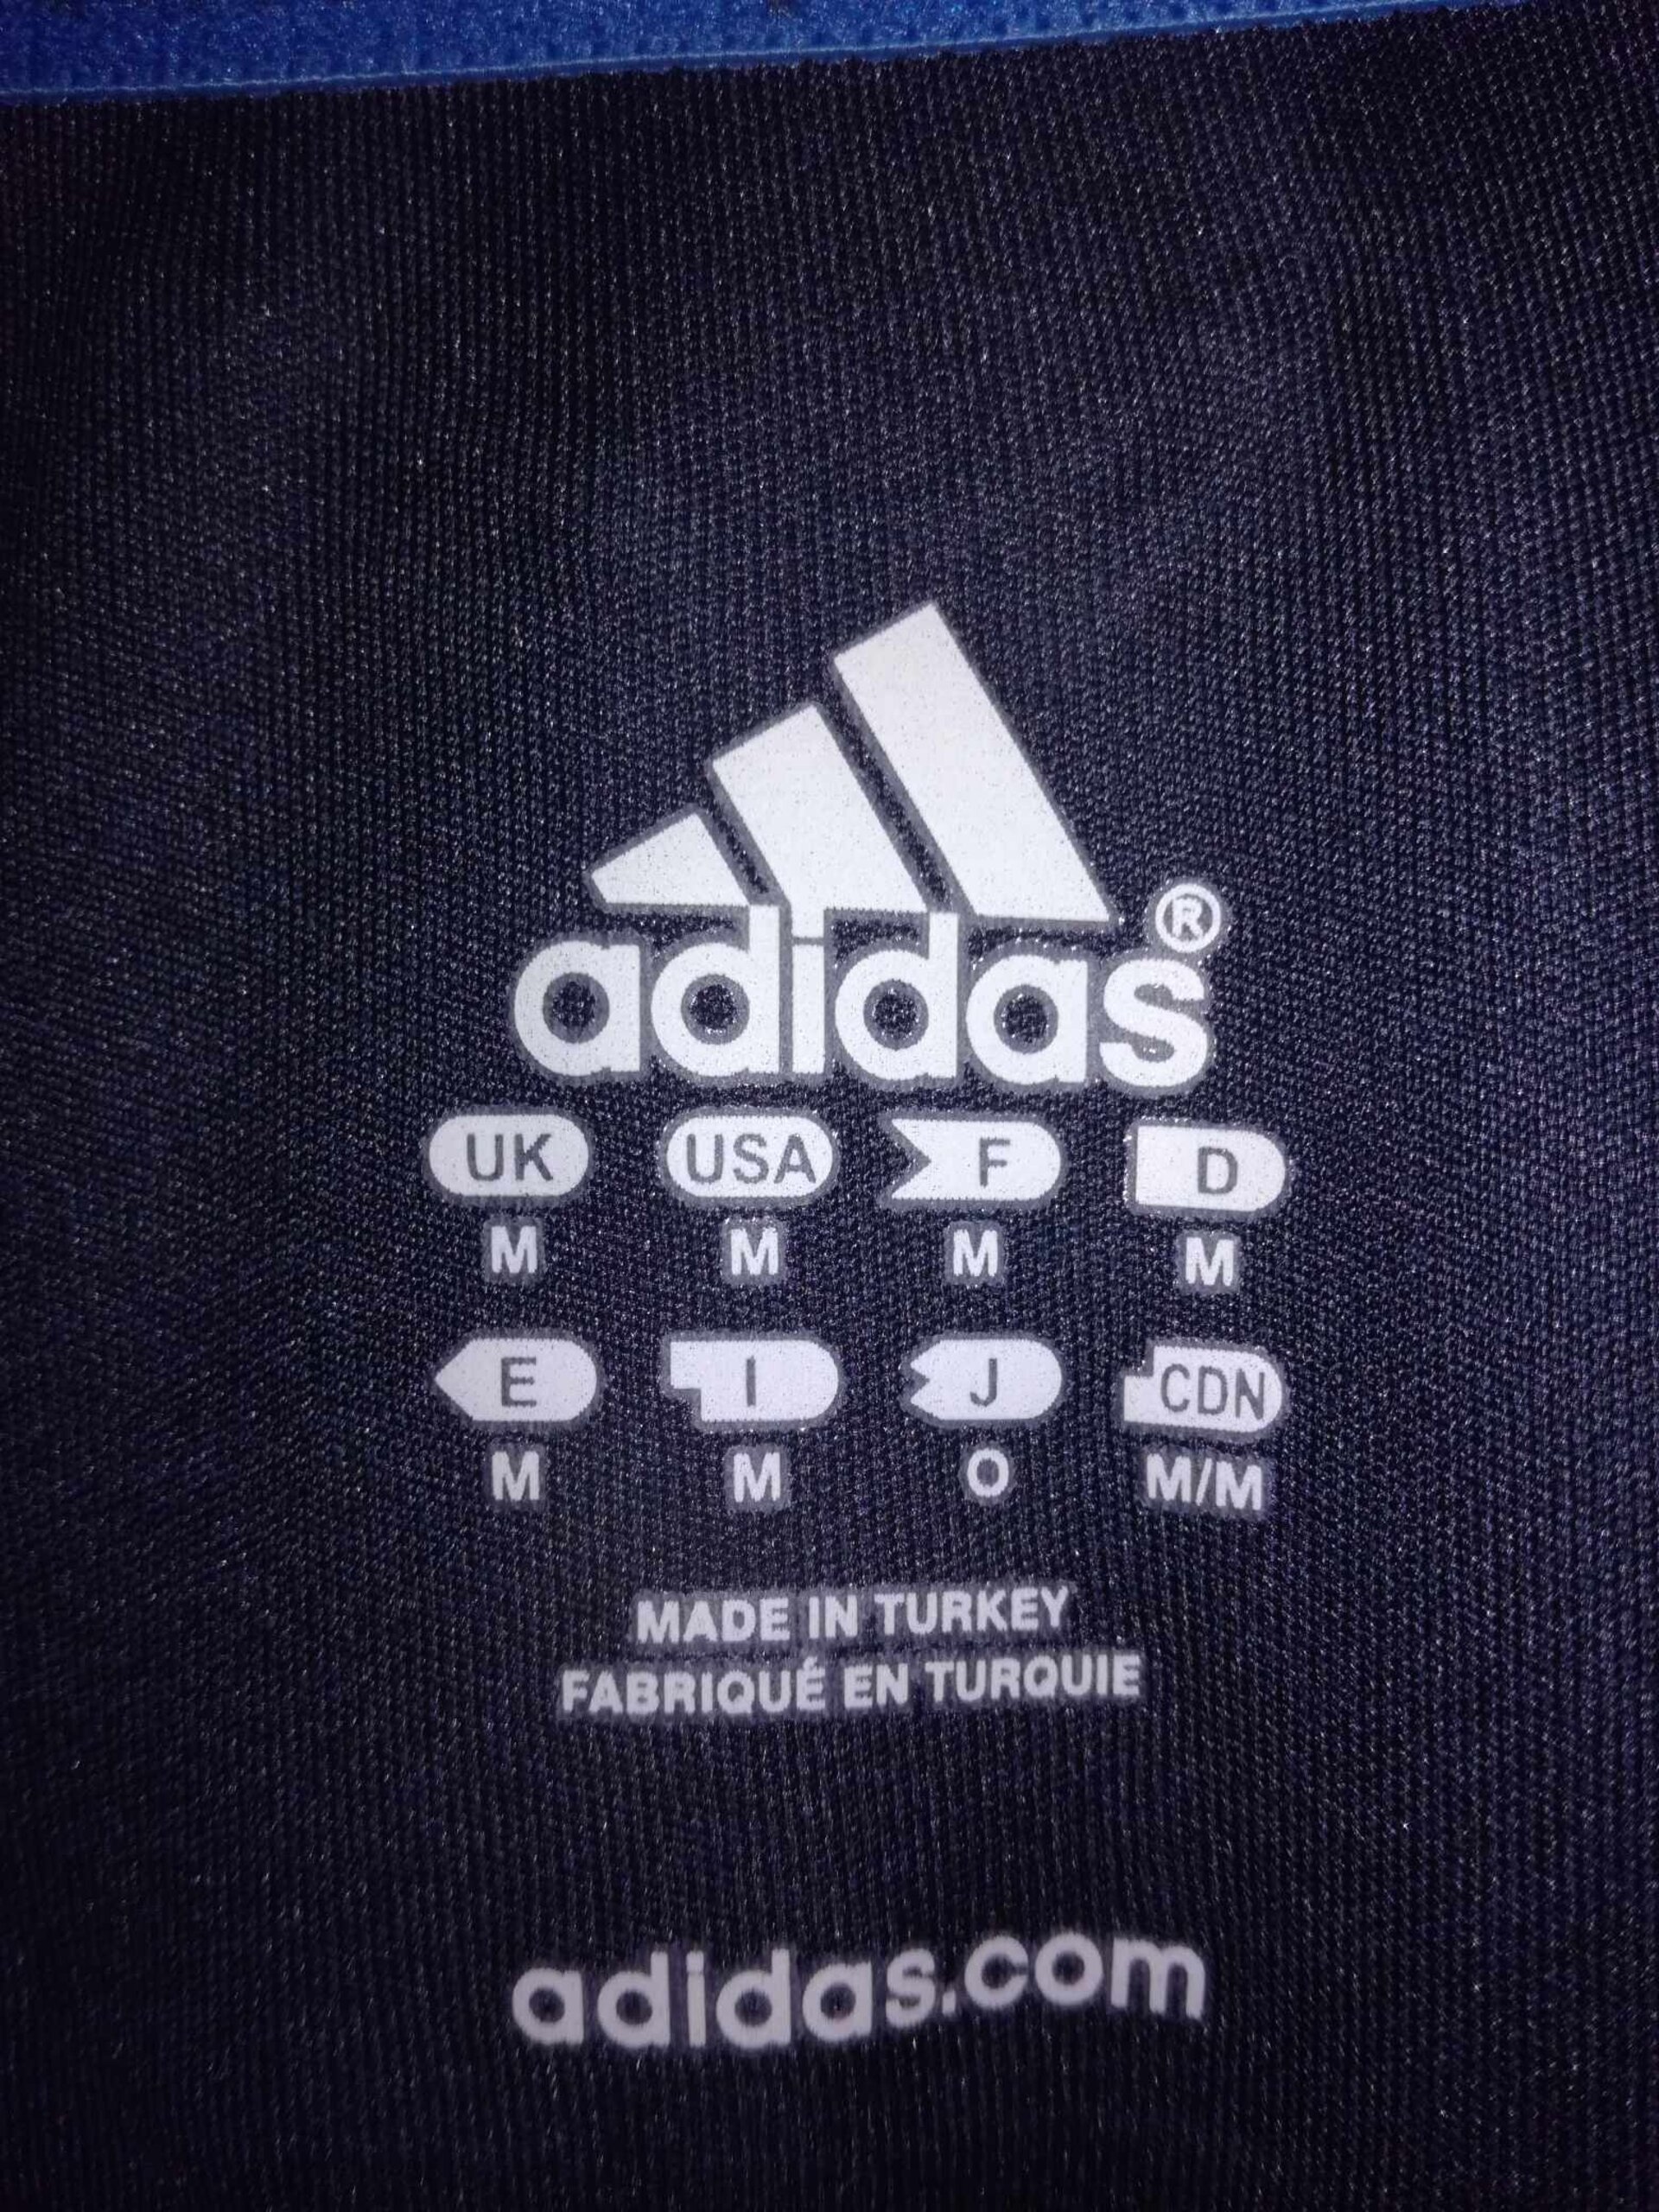 adidas®
UK USA F D
M M M M
E I J CDN
M M O M/M
MADE IN TURKEY
FABRIQUÉ EN TURQUIE
adidas.com